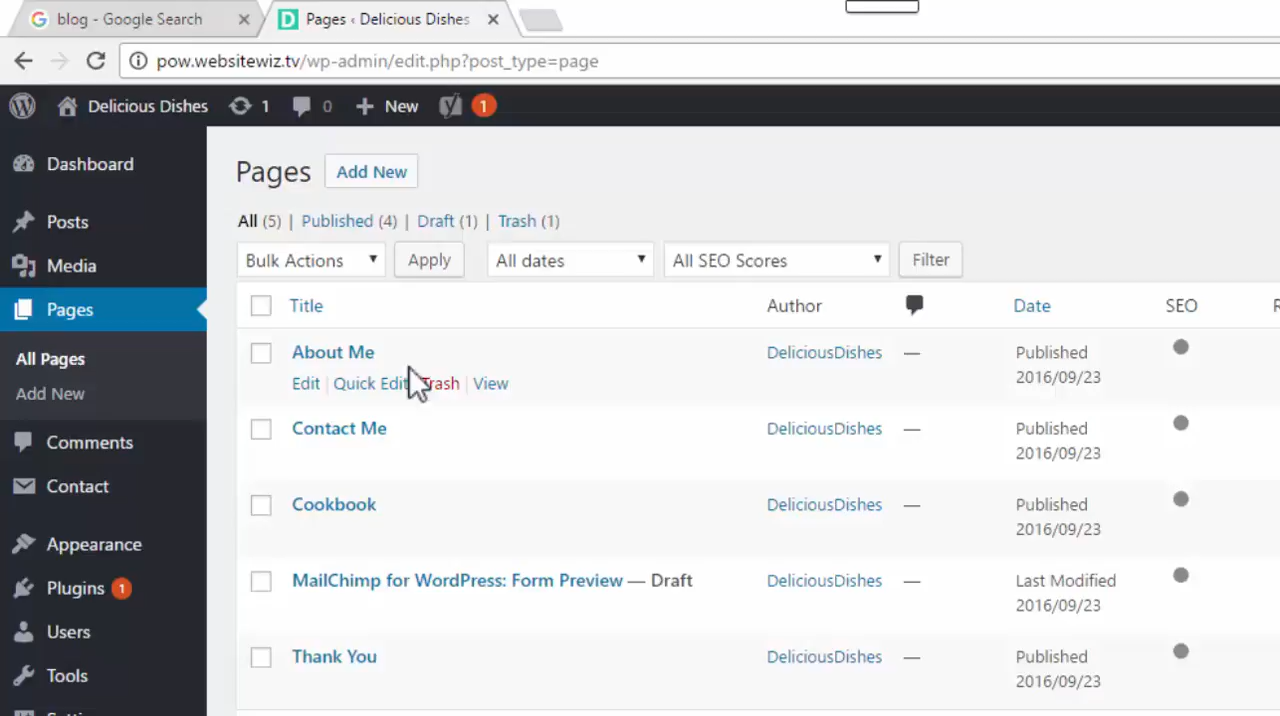 blog - Google Search
Pages ‹ Delicious Dishes
pow.websitewiz.tv/wp-admin/edit.php?post_type=page
Delicious Dishes 1 0 New 1
Dashboard
Posts
Media
Pages
All Pages
Add New
Comments
Contact
Appearance
Plugins 1
Users
Tools
Pages Add New
All (5) | Published (4) | Draft (1) | Trash (1)
Bulk Actions Apply All dates All SEO Scores Filter
Title Author Date SEO
About Me DeliciousDishes — Published
2016/09/23
Edit | Quick Edit | Trash | View
Contact Me DeliciousDishes — Published
2016/09/23
Cookbook DeliciousDishes — Published
2016/09/23
MailChimp for WordPress: Form Preview — Draft DeliciousDishes — Last Modified
2016/09/23
Thank You DeliciousDishes — Published
2016/09/23